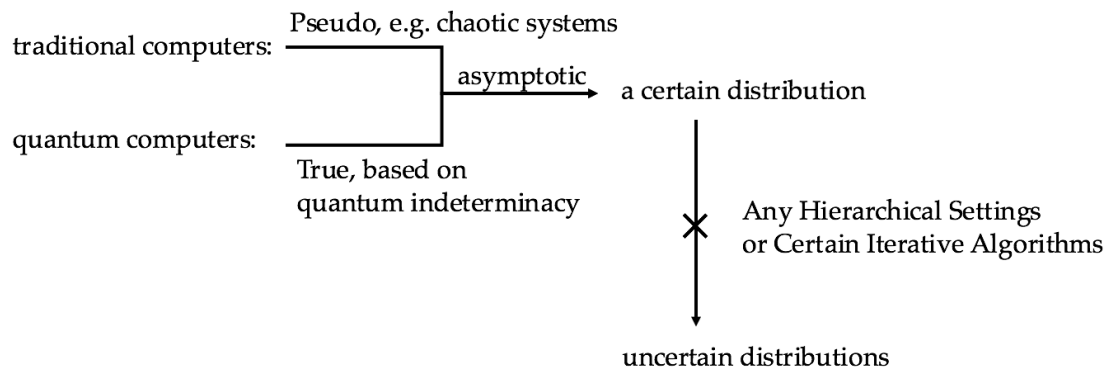 Pseudo, e.g. chaotic systems
traditional computers:
asymptotic
a certain distribution
quantum computers:
True, based on
quantum indeterminacy
Any Hierarchical Settings
or Certain Iterative Algorithms
uncertain distributions